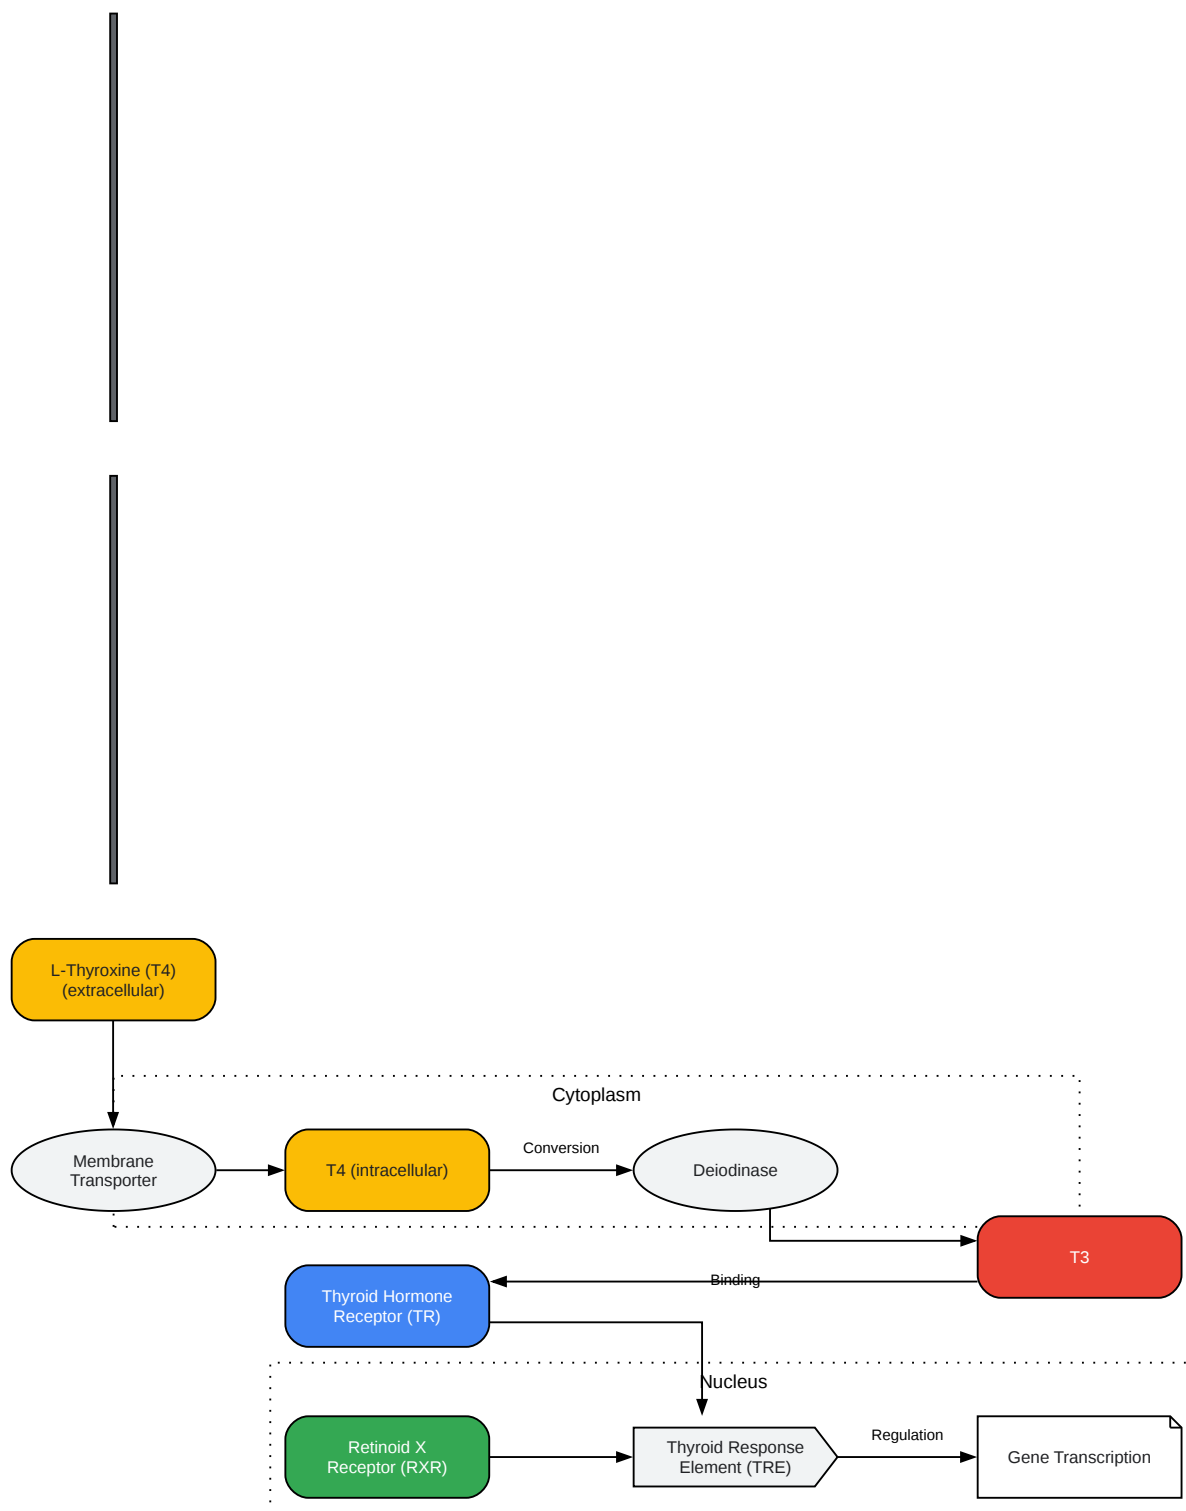 L-Thyroxine (T4)
(extracellular)
Cytoplasm
Membrane
Transporter
T4 (intracellular)
Conversion
Deiodinase
T3
Binding
Thyroid Hormone
Receptor (TR)
Nucleus
Retinoid X
Receptor (RXR)
Thyroid Response
Element (TRE)
Regulation
Gene Transcription